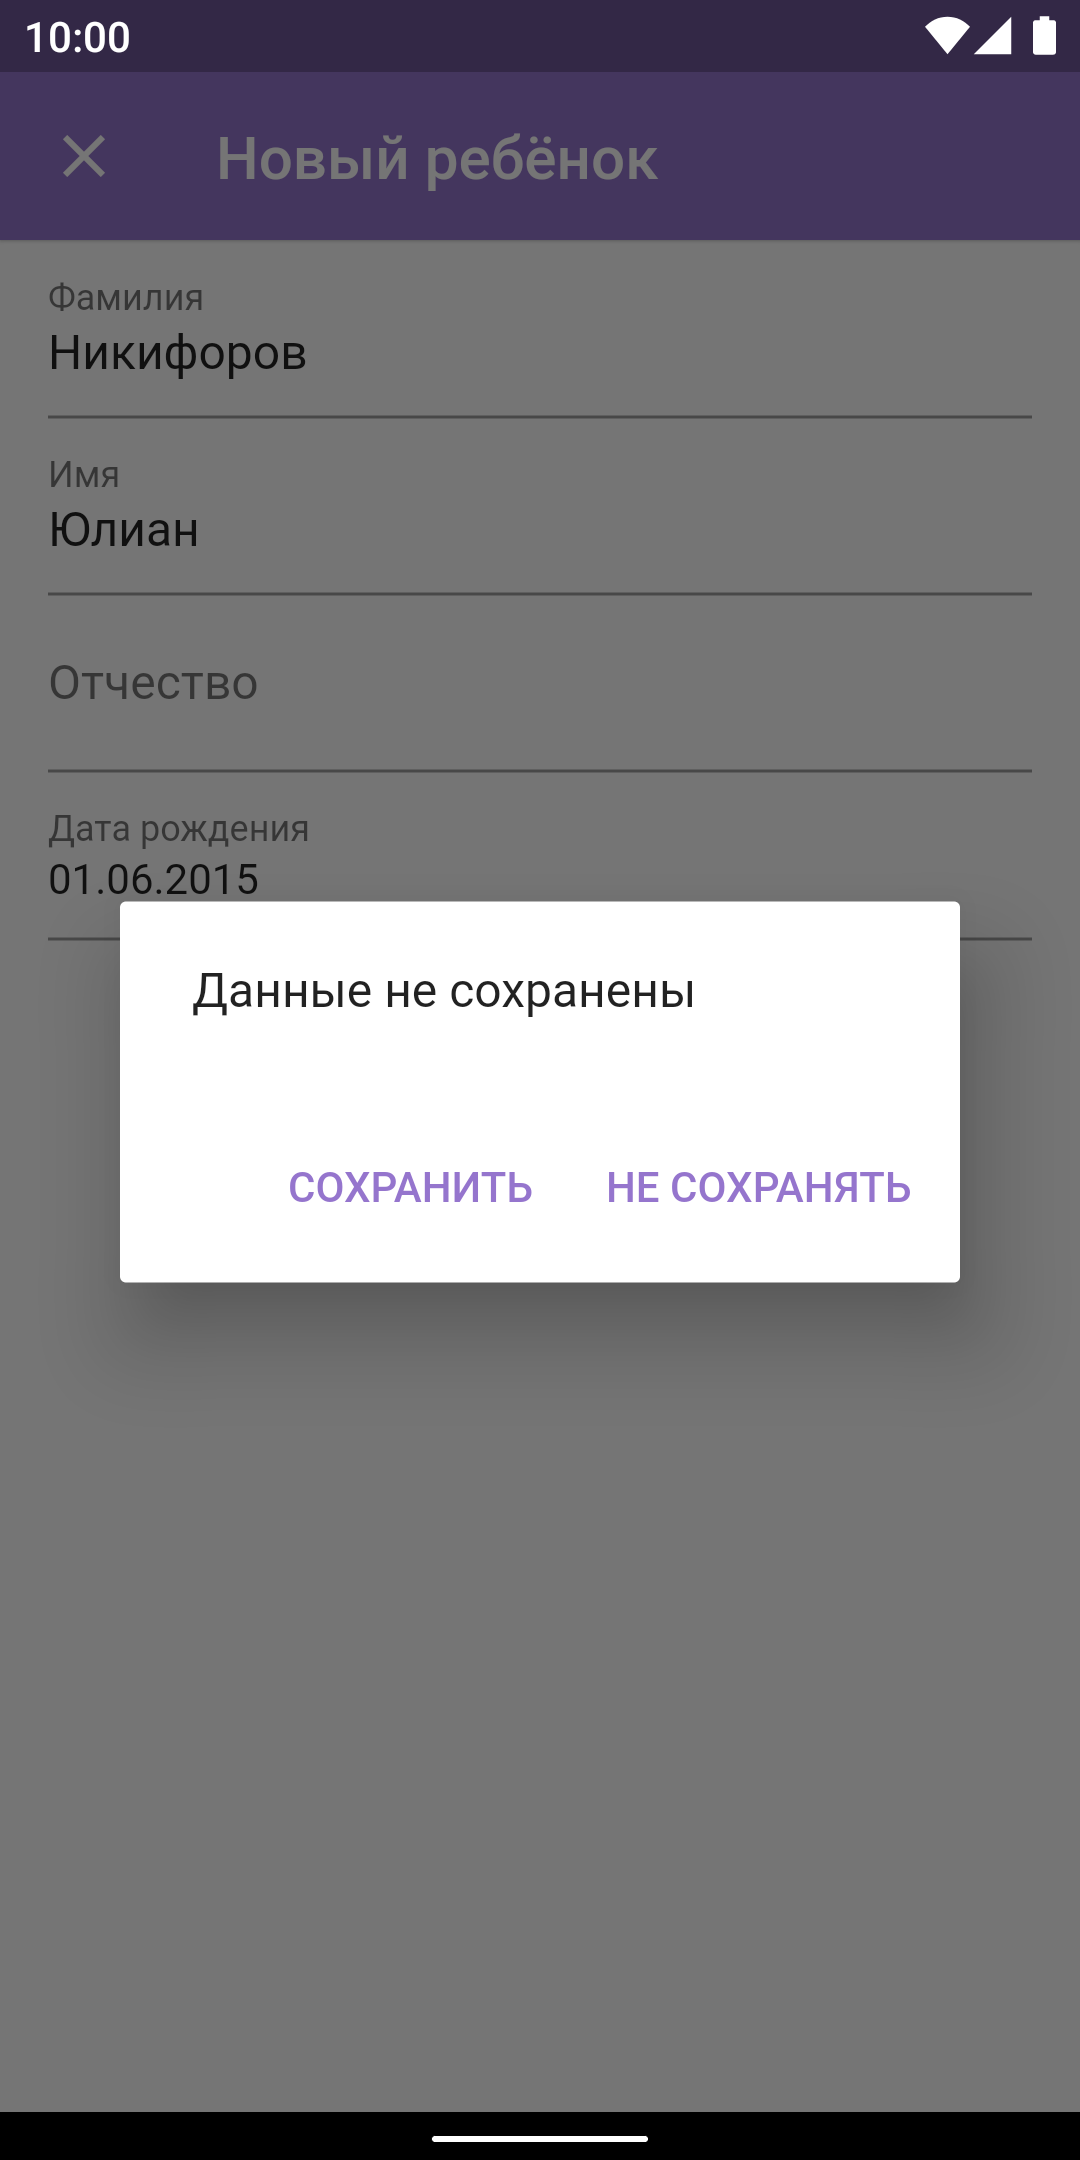 10:00
Новый ребёнок
Фамилия
Никифоров
Имя
Юлиан
Отчество
Дата рождения
01.06.2015
Данные не сохранены
СОХРАНИТЬ НЕ СОХРАНЯТЬ